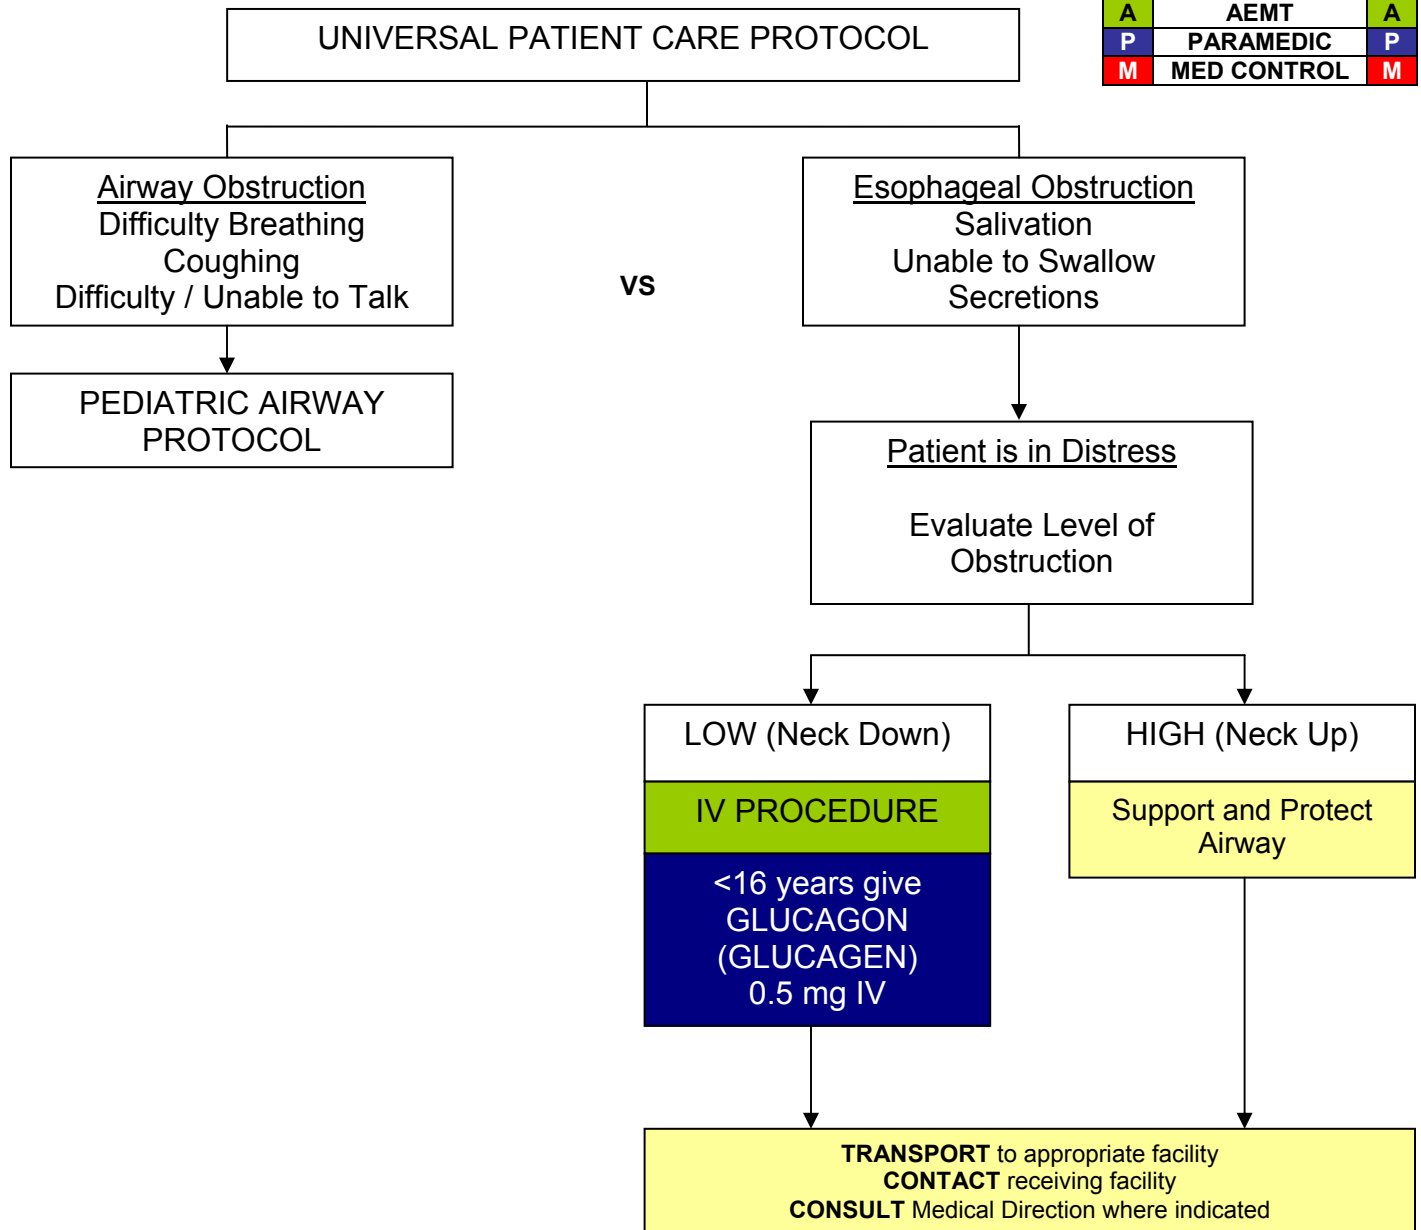 A AEMT A
P PARAMEDIC P
M MED CONTROL M
UNIVERSAL PATIENT CARE PROTOCOL
Airway Obstruction
Difficulty Breathing
Coughing
Difficulty / Unable to Talk
VS
Esophageal Obstruction
Salivation
Unable to Swallow
Secretions
PEDIATRIC AIRWAY
PROTOCOL
Patient is in Distress
Evaluate Level of
Obstruction
LOW (Neck Down)
IV PROCEDURE
<16 years give
GLUCAGON
(GLUCAGEN)
0.5 mg IV
HIGH (Neck Up)
Support and Protect
Airway
TRANSPORT to appropriate facility
CONTACT receiving facility
CONSULT Medical Direction where indicated